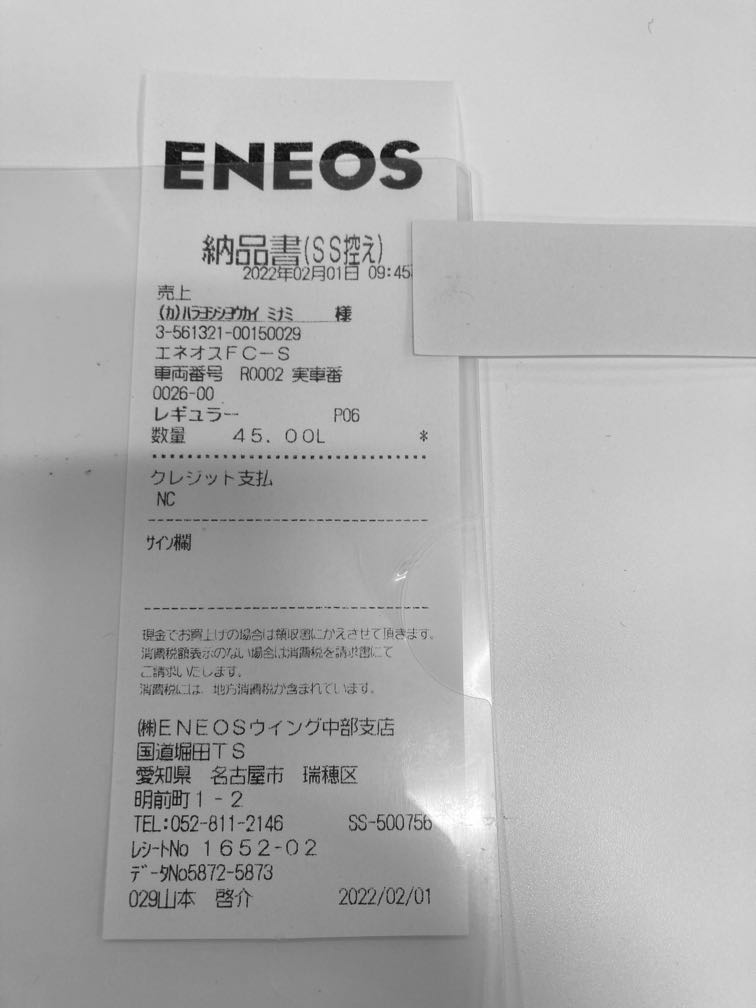 ENEOS
納品書(SS控え)
2022年02月01日 09:45
売上
(カ)ハラヨシショウカイ ミナミ 様
3-561321-00150029
エネオスFC-S
車両番号 R0002 実車番
0026-00
レギュラー P06
数量 45.00L *
クレジット支払
NC
サイン欄
現金でお買上げの場合は領収書にかえさせて頂きます。
消費税額表示のない場合は消費税を請求書にて
ご請求いたします。
消費税には、地方消費税が含まれています。
(株)ENEOSウイング中部支店
国道堀田TS
愛知県 名古屋市 瑞穂区
明前町1-2
TEL:052-811-2146 SS-500756
レシートNo 1652-02
データNo5872-5873
029山本 啓介 2022/02/01